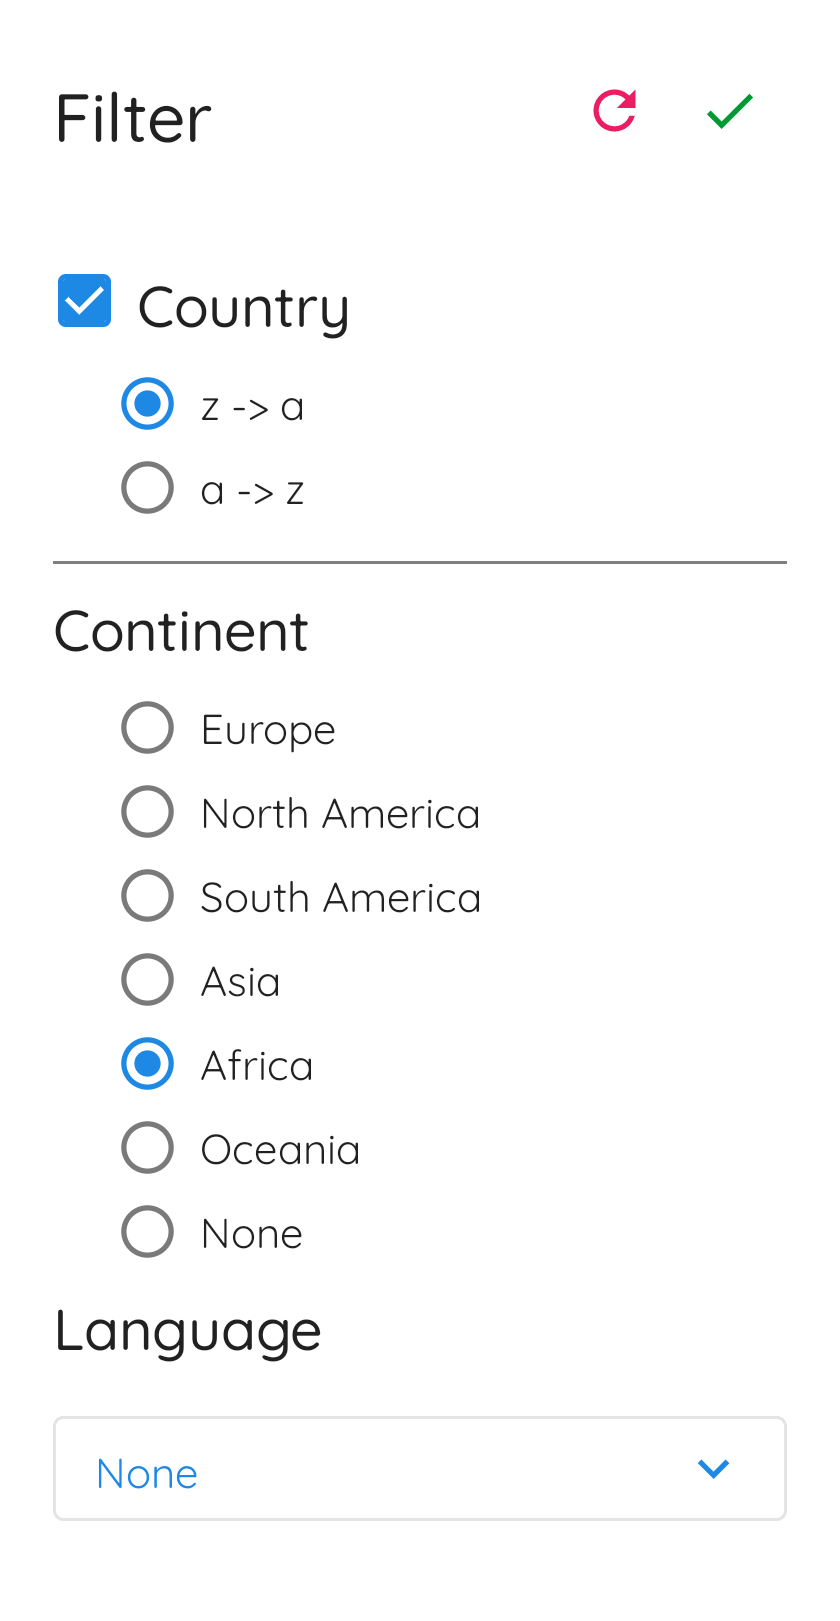 Filter
Country
z -> a
a -> z
Continent
Europe
North America
South America
Asia
Africa
Oceania
None
Language
None